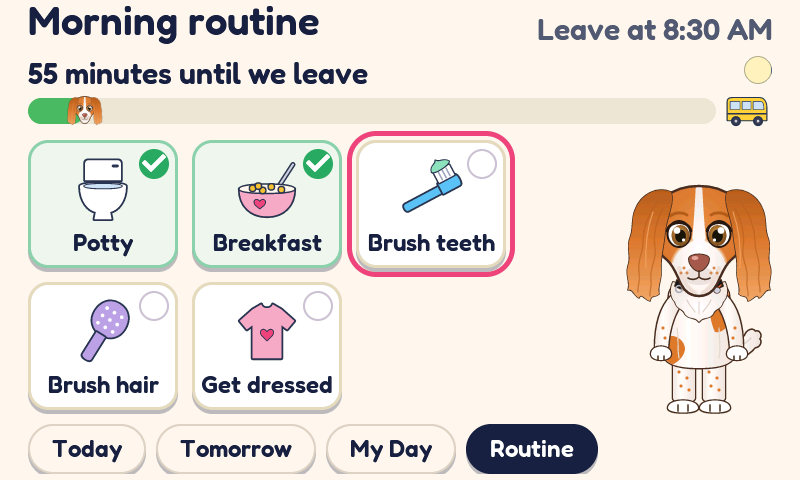 Morning routine
Leave at 8:30 AM
55 minutes until we leave
Potty
Breakfast
Brush teeth
Brush hair
Get dressed
Today
Tomorrow
My Day
Routine